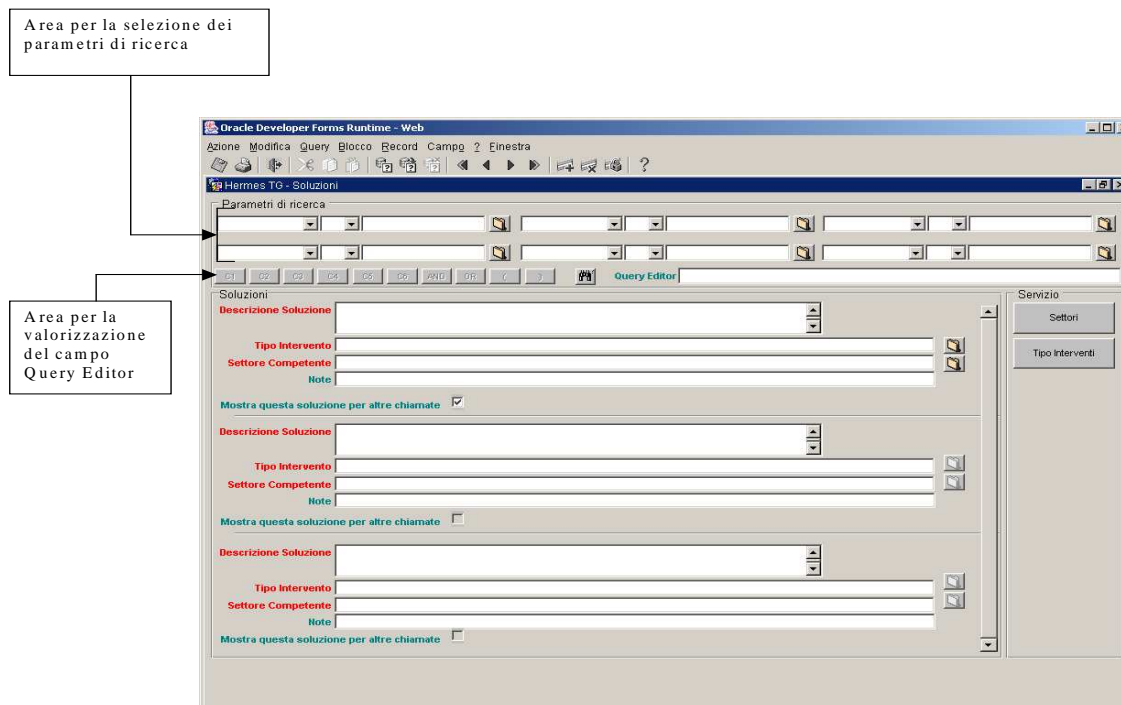 Area per la selezione dei
parametri di ricerca
Oracle Developer Forms Runtime - Web
Azione Modifica Query Blocco Record Campo ? Finestra
Hermes TG - Soluzioni
Parametri di ricerca
C1 C2 C3 C4 C5 C6 AND OR ( ) Query Editor
Area per la
valorizzazione
del campo
Query Editor
Soluzioni
Descrizione Soluzione
Tipo Intervento
Settore Competente
Note
Mostra questa soluzione per altre chiamate
Descrizione Soluzione
Tipo Intervento
Settore Competente
Note
Mostra questa soluzione per altre chiamate
Descrizione Soluzione
Tipo Intervento
Settore Competente
Note
Mostra questa soluzione per altre chiamate
Servizio
Settori
Tipo Interventi